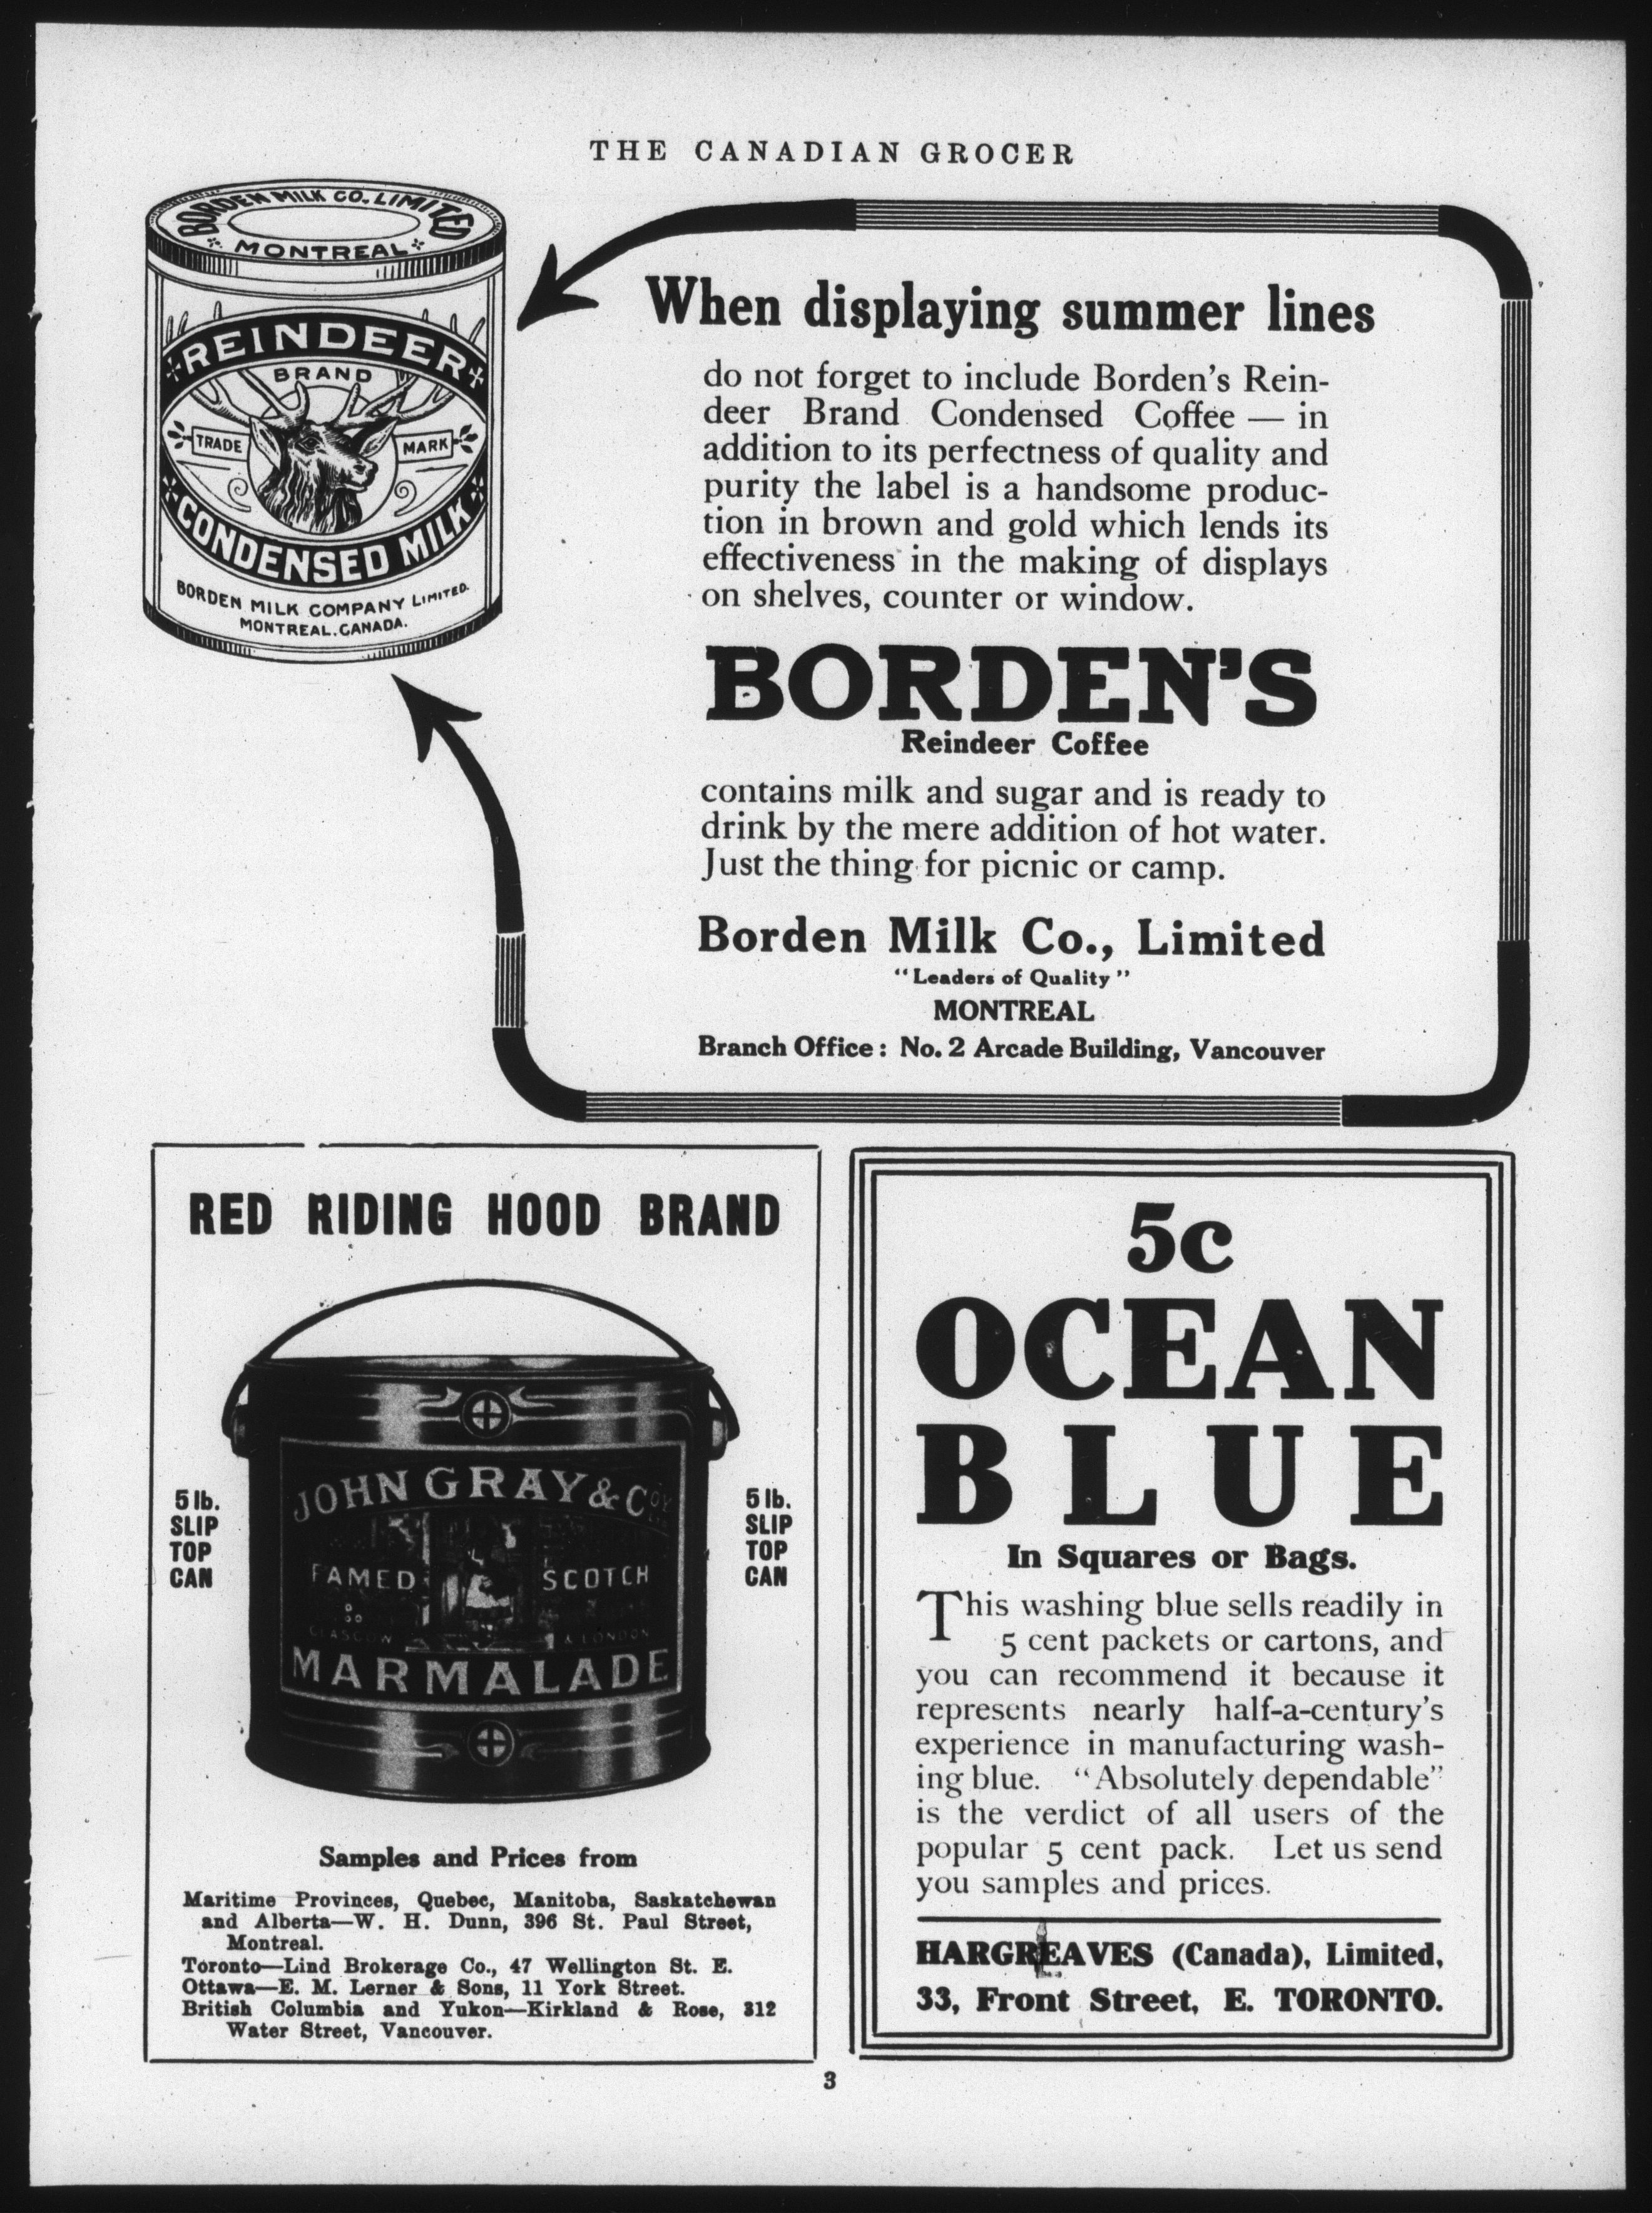 THE CANADIAN GROCER
BORDEN MILK CO. LIMITED
MONTREAL
REINDEER
BRAND
TRADE MARK
CONDENSED MILK
BORDEN MILK COMPANY LIMITED.
MONTREAL. CANADA.
When displaying summer lines
do not forget to include Borden's Rein-
deer Brand Condensed Coffee — in
addition to its perfectness of quality and
purity the label is a handsome produc-
tion in brown and gold which lends its
effectiveness in the making of displays
on shelves, counter or window.
BORDEN'S
Reindeer Coffee
contains milk and sugar and is ready to
drink by the mere addition of hot water.
Just the thing for picnic or camp.
Borden Milk Co., Limited
"Leaders of Quality"
MONTREAL
Branch Office: No. 2 Arcade Building, Vancouver
RED RIDING HOOD BRAND
5 lb.
SLIP
TOP
CAN
JOHN GRAY & COY
LTD
FAMED SCOTCH
GLASGOW & LONDON
MARMALADE
5 lb.
SLIP
TOP
CAN
Samples and Prices from
Maritime Provinces, Quebec, Manitoba, Saskatchewan
and Alberta—W. H. Dunn, 396 St. Paul Street,
Montreal.
Toronto—Lind Brokerage Co., 47 Wellington St. E.
Ottawa—E. M. Lerner & Sons, 11 York Street.
British Columbia and Yukon—Kirkland & Rose, 312
Water Street, Vancouver.
5c
OCEAN
BLUE
In Squares or Bags.
This washing blue sells readily in
5 cent packets or cartons, and
you can recommend it because it
represents nearly half-a-century's
experience in manufacturing wash-
ing blue. "Absolutely dependable"
is the verdict of all users of the
popular 5 cent pack. Let us send
you samples and prices.
HARGREAVES (Canada), Limited,
33, Front Street, E. TORONTO.
3